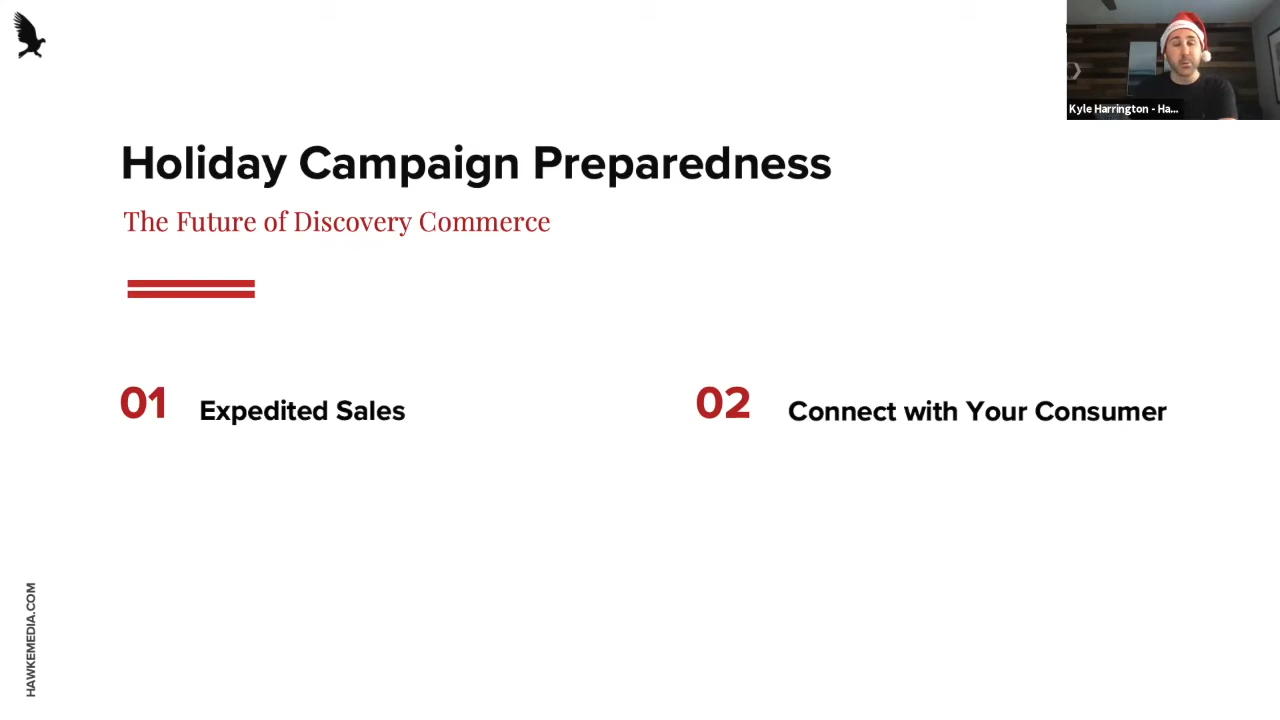 Kyle Harrington - Ha...
Holiday Campaign Preparedness
The Future of Discovery Commerce
01 Expedited Sales
02 Connect with Your Consumer
HAWKEMEDIA.COM